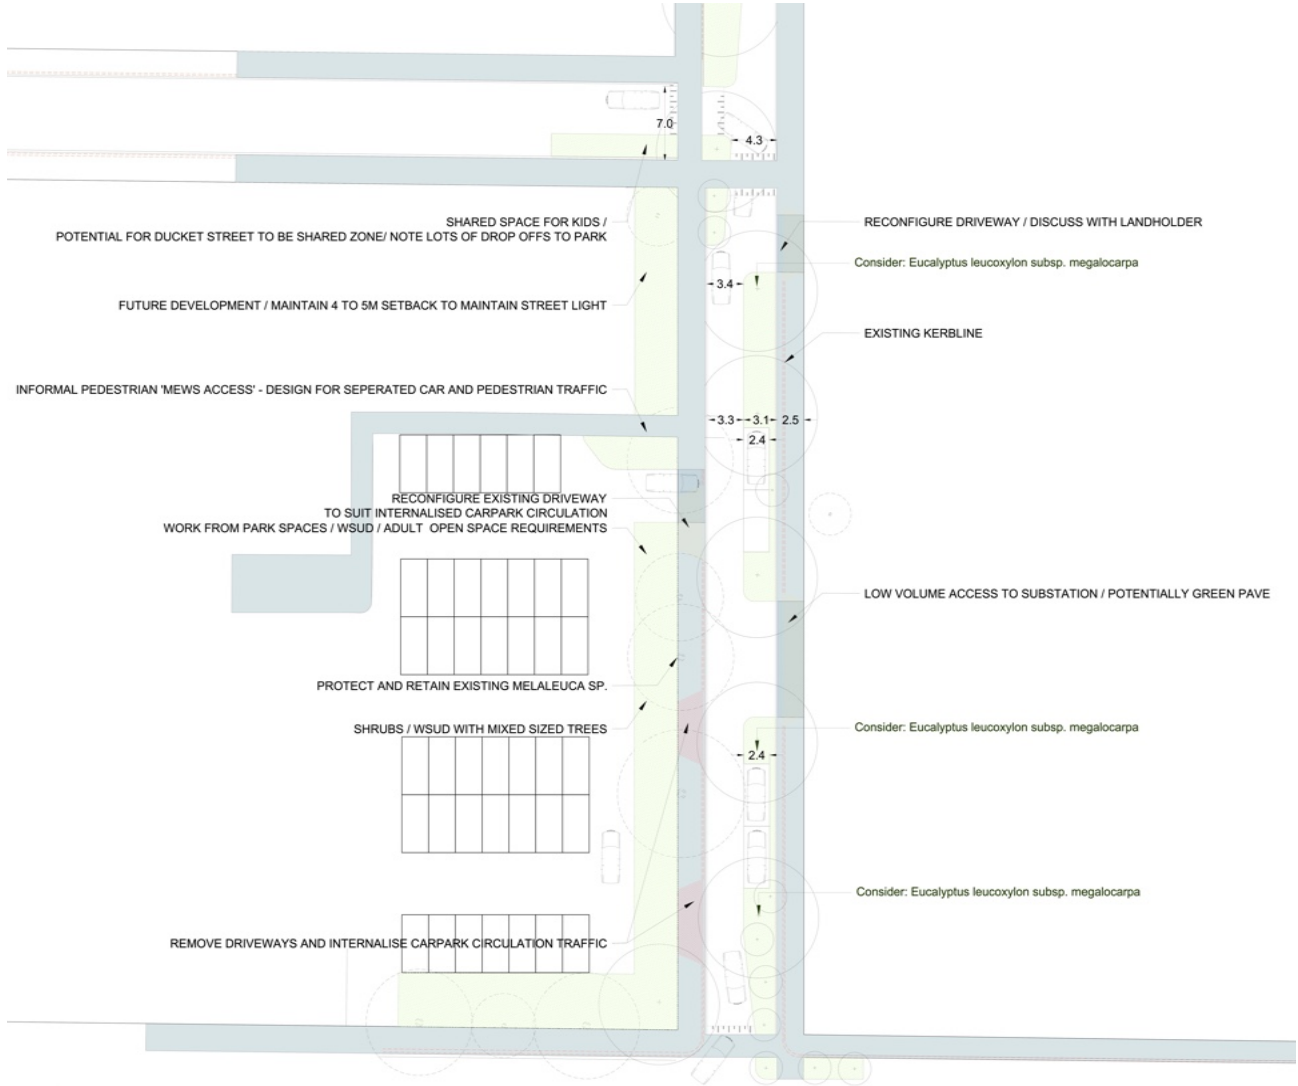 7.0
4.3
SHARED SPACE FOR KIDS /
POTENTIAL FOR DUCKET STREET TO BE SHARED ZONE/ NOTE LOTS OF DROP OFFS TO PARK
RECONFIGURE DRIVEWAY / DISCUSS WITH LANDHOLDER
Consider: Eucalyptus leucoxylon subsp. megalocarpa
3.4
FUTURE DEVELOPMENT / MAINTAIN 4 TO 5M SETBACK TO MAINTAIN STREET LIGHT
EXISTING KERBLINE
INFORMAL PEDESTRIAN 'MEWS ACCESS' - DESIGN FOR SEPERATED CAR AND PEDESTRIAN TRAFFIC
3.3 3.1 2.5
2.4
RECONFIGURE EXISTING DRIVEWAY
TO SUIT INTERNALISED CARPARK CIRCULATION
WORK FROM PARK SPACES / WSUD / ADULT OPEN SPACE REQUIREMENTS
LOW VOLUME ACCESS TO SUBSTATION / POTENTIALLY GREEN PAVE
PROTECT AND RETAIN EXISTING MELALEUCA SP.
SHRUBS / WSUD WITH MIXED SIZED TREES
Consider: Eucalyptus leucoxylon subsp. megalocarpa
2.4
Consider: Eucalyptus leucoxylon subsp. megalocarpa
REMOVE DRIVEWAYS AND INTERNALISE CARPARK CIRCULATION TRAFFIC